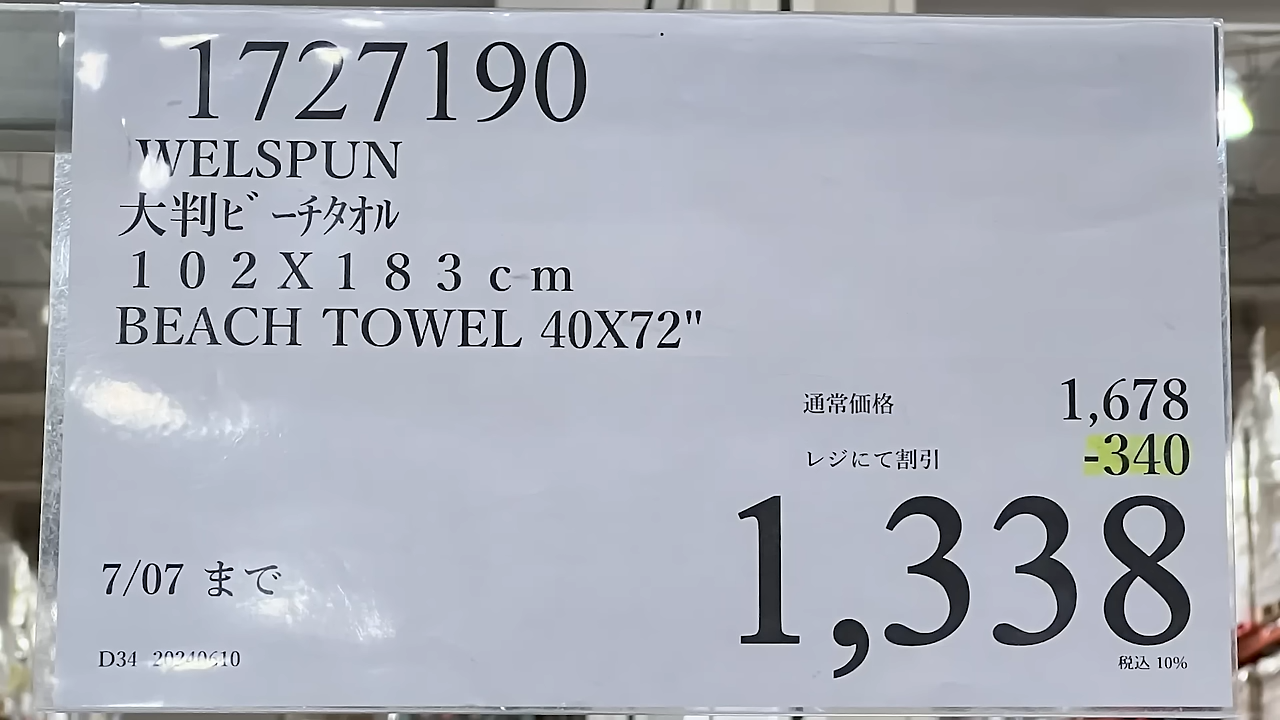 1727190
WELSPUN
大判ビーチタオル
102X183cm
BEACH TOWEL 40X72"
通常価格 1,678
レジにて割引 -340
1,338
7/07 まで
D34 20240610
税込 10%